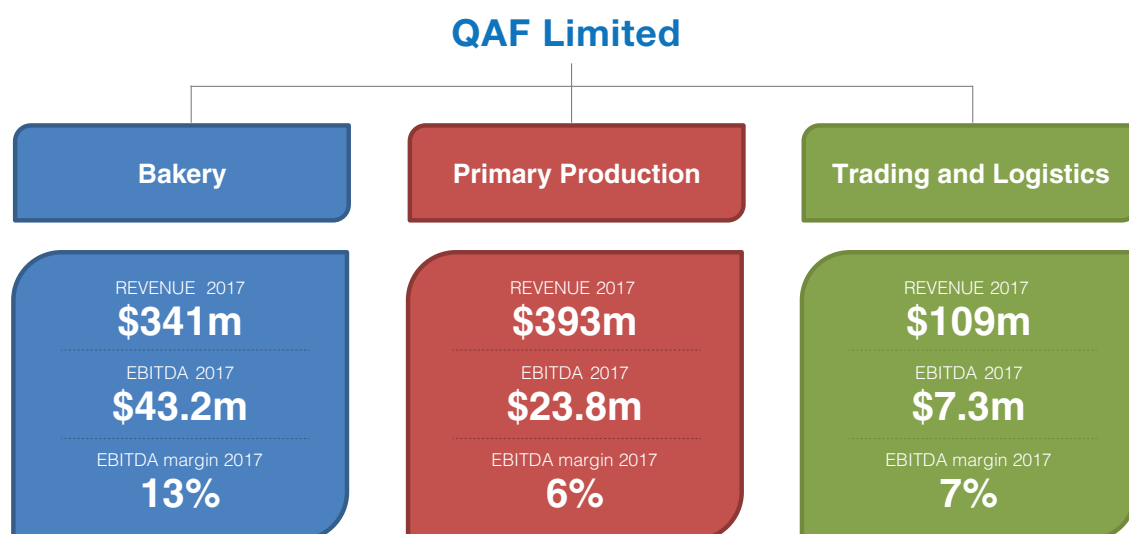 QAF Limited
Bakery
Primary Production
Trading and Logistics
REVENUE 2017
$341m
EBITDA 2017
$43.2m
EBITDA margin 2017
13%
REVENUE 2017
$393m
EBITDA 2017
$23.8m
EBITDA margin 2017
6%
REVENUE 2017
$109m
EBITDA 2017
$7.3m
EBITDA margin 2017
7%